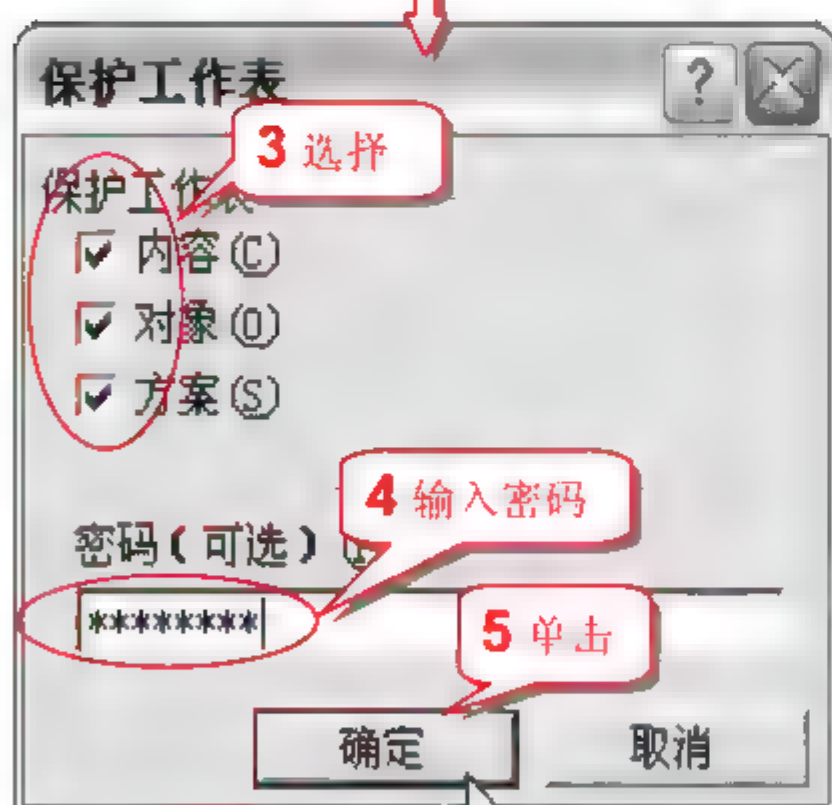 保护工作表
3 选择
保护工作表
内容(C)
对象(O)
方案(S)
4 输入密码
密码(可选)
********
5 单击
确定
取消